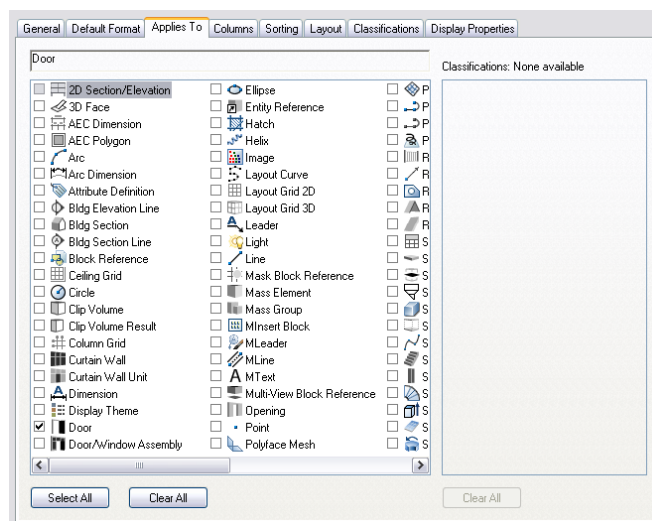 General Default Format Applies To Columns Sorting Layout Classifications Display Properties
Door
Classifications: None available
2D Section/Elevation Ellipse P
3D Face Entity Reference P
AEC Dimension Hatch P
AEC Polygon Helix P
Arc Image R
Arc Dimension Layout Curve R
Attribute Definition Layout Grid 2D R
Bldg Elevation Line Layout Grid 3D R
Bldg Section Leader R
Bldg Section Line Light S
Block Reference Line S
Ceiling Grid Mask Block Reference S
Circle Mass Element S
Clip Volume Mass Group S
Clip Volume Result MInsert Block S
Column Grid MLeader S
Curtain Wall MLine S
Curtain Wall Unit MText S
Dimension Multi-View Block Reference S
Display Theme Opening S
Door Point S
Door/Window Assembly Polyface Mesh S
Select All Clear All Clear All